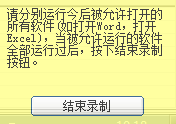 请分别运行今后被允许打开的
所有软件(如打开Word，打开
Excel)，当被允许运行的软件
全部运行过后，按下结束录制
按钮。
结束录制